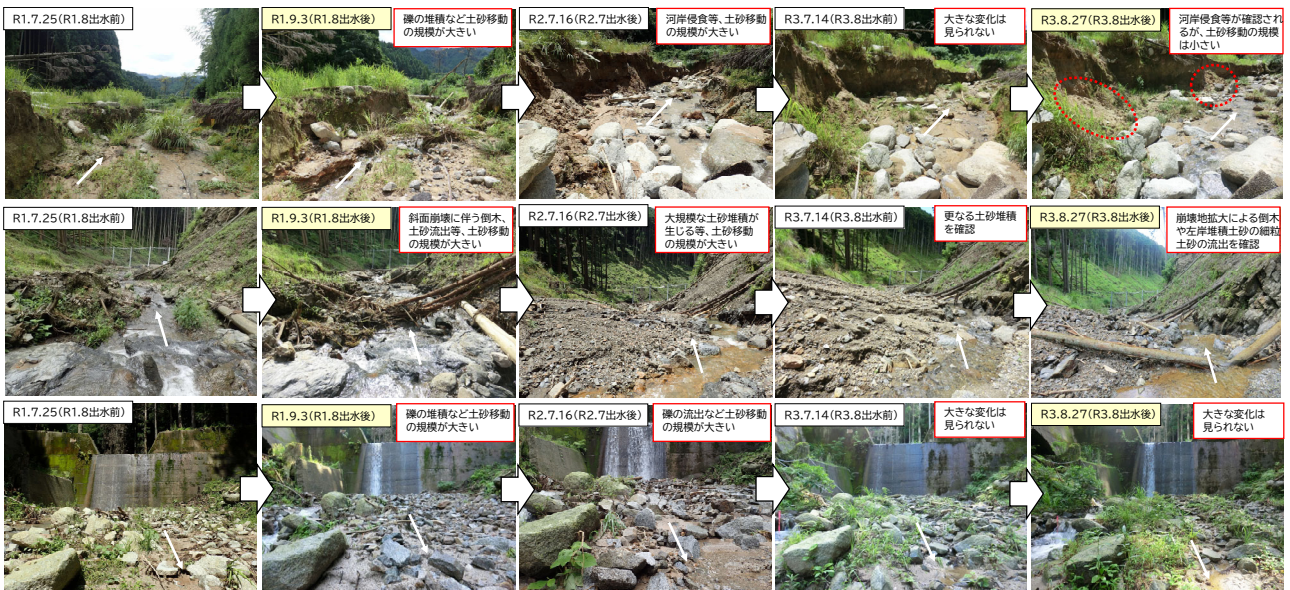 R1.7.25(R1.8出水前)
R1.9.3(R1.8出水後)
礫の堆積など土砂移動
の規模が大きい
R2.7.16(R2.7出水後)
河岸侵食等、土砂移動
の規模が大きい
R3.7.14(R3.8出水前)
大きな変化は
見られない
R3.8.27(R3.8出水後)
河岸侵食等が確認され
るが、土砂移動の規模
は小さい
R1.7.25(R1.8出水前)
R1.9.3(R1.8出水後)
斜面崩壊に伴う倒木、
土砂流出等、土砂移動
の規模が大きい
R2.7.16(R2.7出水後)
大規模な土砂堆積が
生じる等、土砂移動
の規模が大きい
R3.7.14(R3.8出水前)
更なる土砂堆積
を確認
R3.8.27(R3.8出水後)
崩壊地拡大による倒木
や左岸堆積土砂の細粒
土砂の流出を確認
R1.7.25(R1.8出水前)
R1.9.3(R1.8出水後)
礫の堆積など土砂移動
の規模が大きい
R2.7.16(R2.7出水後)
礫の流出など土砂移動
の規模が大きい
R3.7.14(R3.8出水前)
大きな変化は
見られない
R3.8.27(R3.8出水後)
大きな変化は
見られない